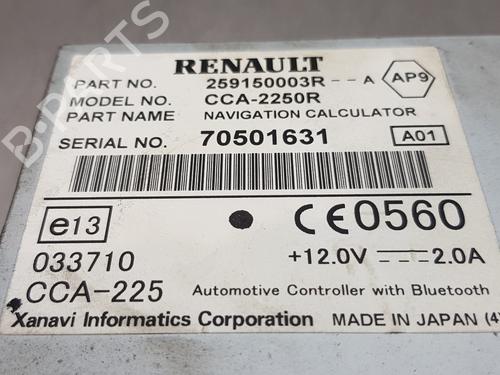 RENAULT
PART NO. 259150003R--A AP9
MODEL NO. CCA-2250R
PART NAME NAVIGATION CALCULATOR
SERIAL NO. 70501631 A01
e13 CE0560
033710 +12.0V 2.0A
CCA-225 Automotive Controller with Bluetooth
Xanavi Informatics Corporation MADE IN JAPAN (4)
B-PARTS